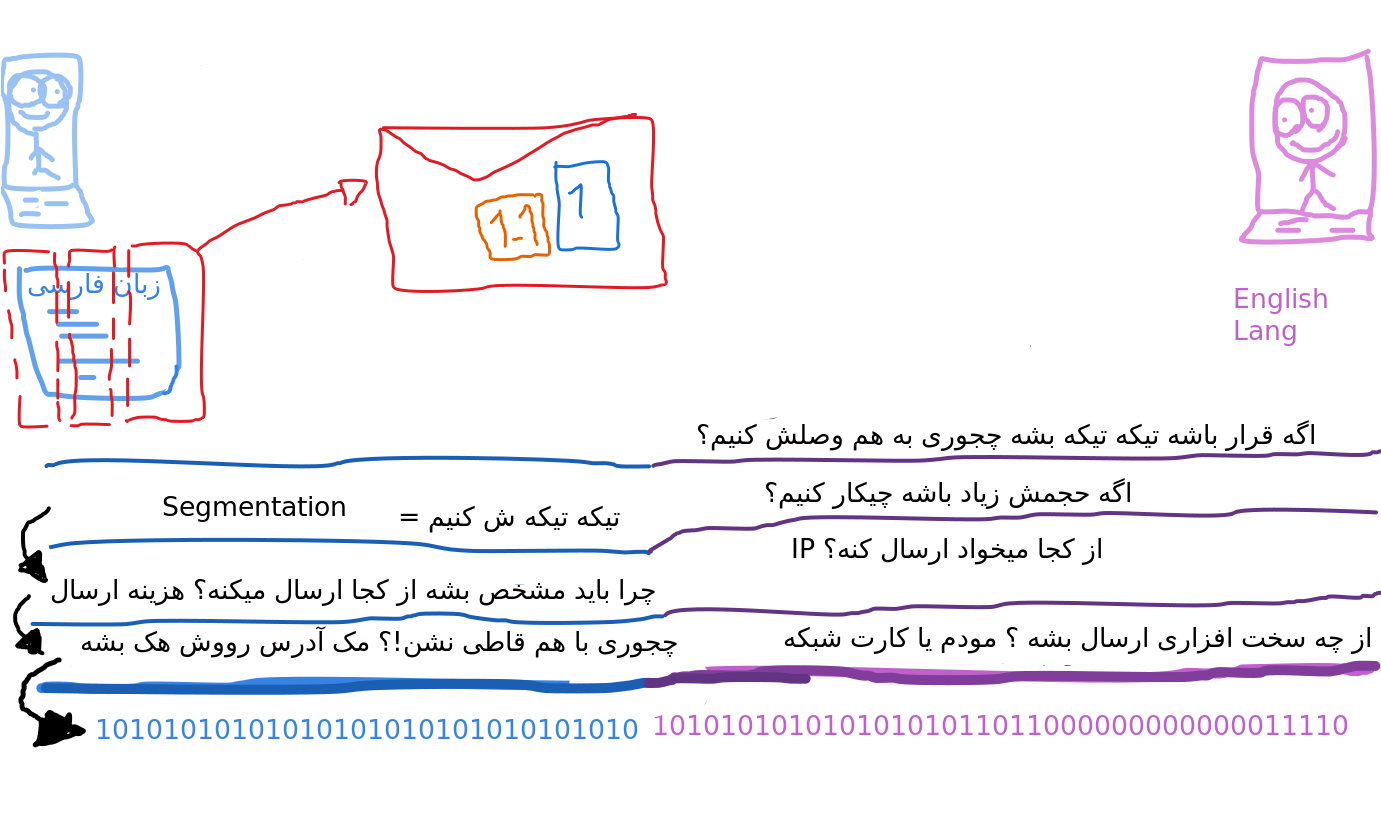 1-1
1
زبان فارسی
English
Lang
اگه قرار باشه تیکه تیکه بشه چجوری به هم وصلش کنیم؟
اگه حجمش زیاد باشه چیکار کنیم؟
تیکه تیکه ش کنیم = Segmentation
از کجا میخواد ارسال کنه؟ IP
چرا باید مشخص بشه از کجا ارسال میکنه؟ هزینه ارسال
از چه سخت افزاری ارسال بشه ؟ مودم یا کارت شبکه
چجوری با هم قاطی نشن!؟ مک آدرس رووش هک بشه
10101010101010101010101010101010
10101010101010101011011000000000000011110